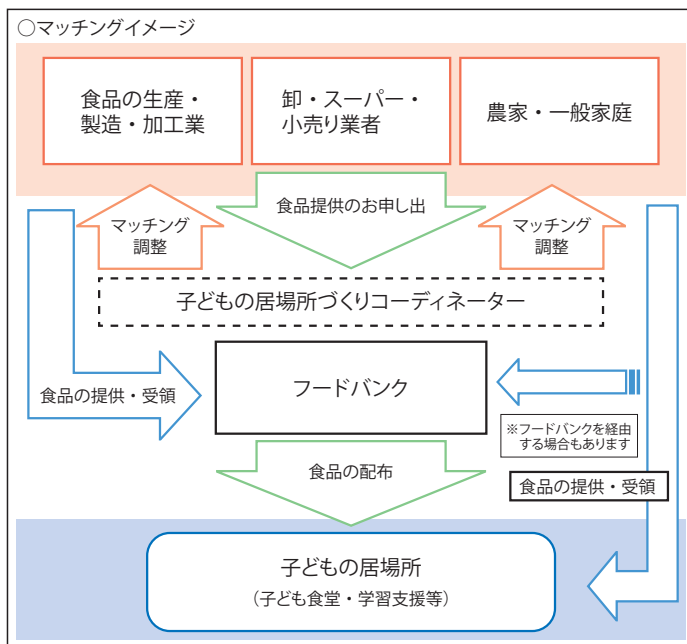 ○マッチングイメージ
食品の生産・
製造・加工業
卸・スーパー・
小売り業者
農家・一般家庭
食品提供のお申し出
マッチング
調整
マッチング
調整
子どもの居場所づくりコーディネーター
フードバンク
食品の提供・受領
※フードバンクを経由
する場合もあります
食品の配布
食品の提供・受領
子どもの居場所
（子ども食堂・学習支援等）